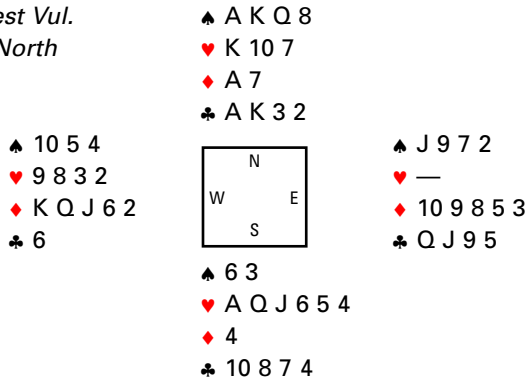 est Vul.
North
♠ A K Q 8
♥ K 10 7
♦ A 7
♣ A K 3 2
♠ 10 5 4
♥ 9 8 3 2
♦ K Q J 6 2
♣ 6
N
W E
S
♠ J 9 7 2
♥ —
♦ 10 9 8 5 3
♣ Q J 9 5
♠ 6 3
♥ A Q J 6 5 4
♦ 4
♣ 10 8 7 4